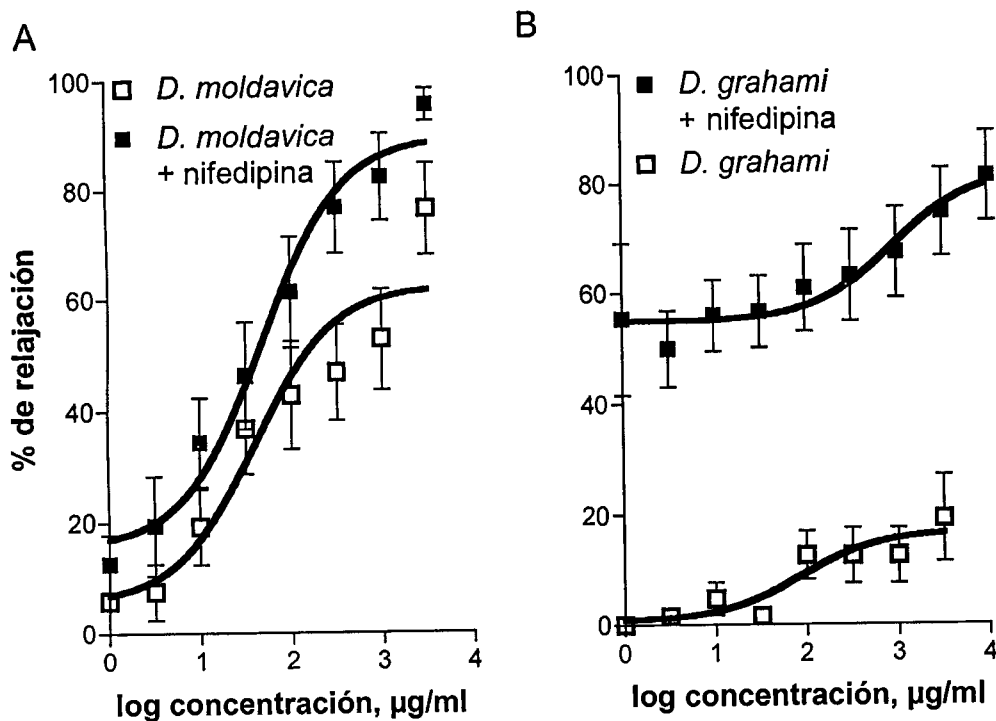 A
D. moldavica
D. moldavica
+ nifedipina
% de relajación
100
80
60
40
20
0
0 1 2 3 4
log concentración, µg/ml
B
D. grahami
+ nifedipina
D. grahami
100
80
60
40
20
0
0 1 2 3 4
log concentración, µg/ml